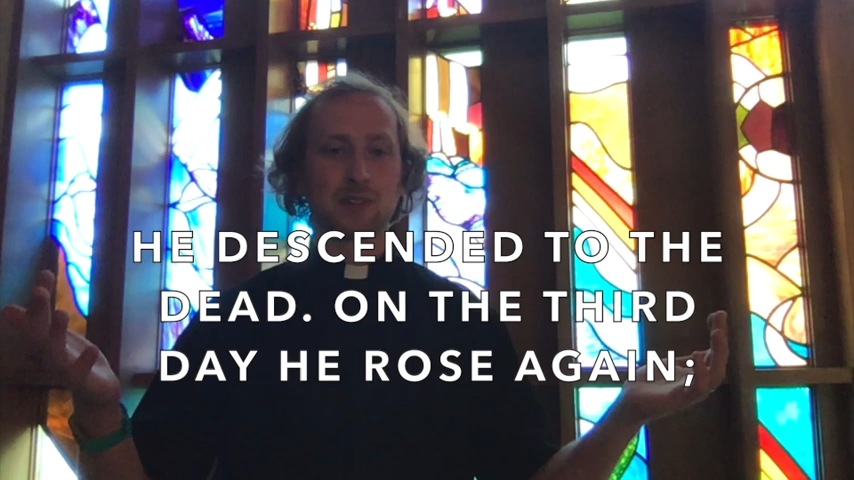 HE DESCENDED TO THE
DEAD. ON THE THIRD
DAY HE ROSE AGAIN;